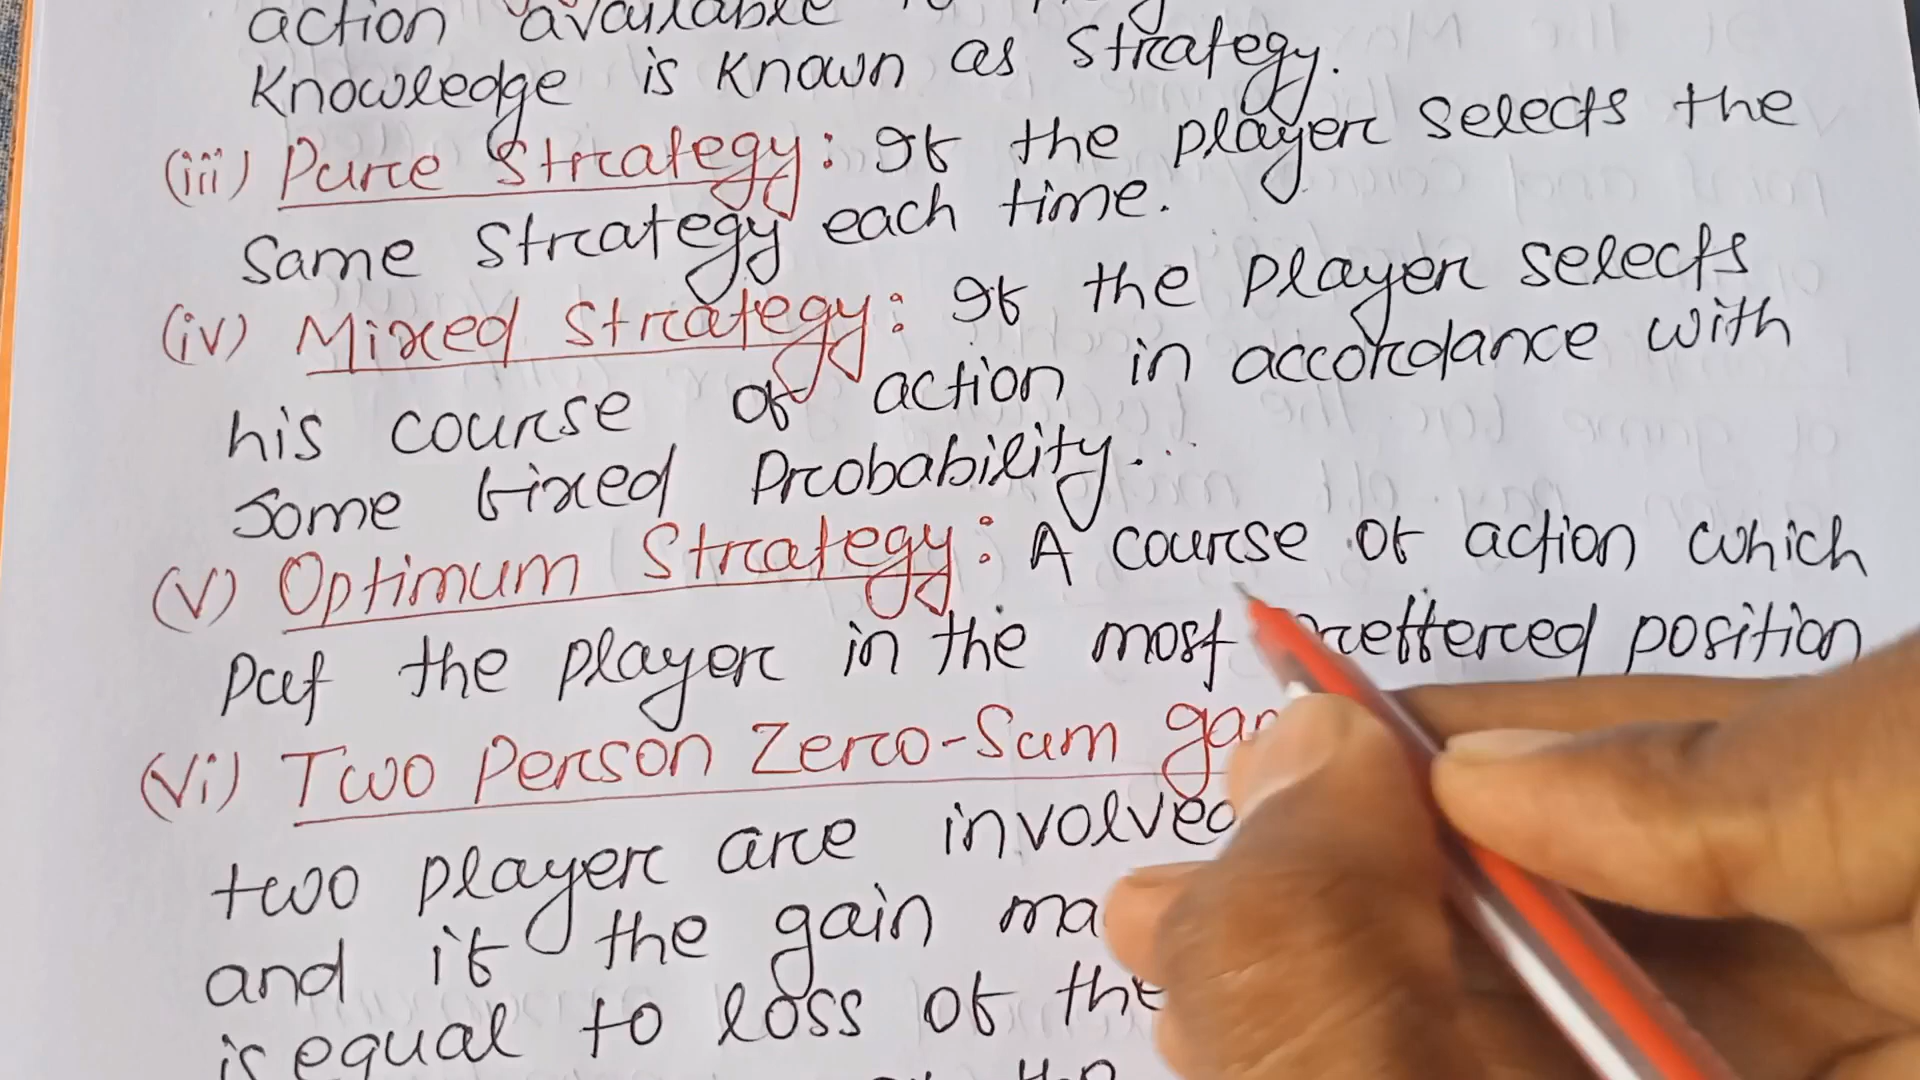 action available
Knowledge is known as strategy.
(iii) Pure Strategy: If the player selects the
same strategy each time.
(iv) Mixed Strategy: If the player selects
his course of action in accordance with
some fixed Probability.
(v) Optimum Strategy: A course of action which
Put the player in the most preffered position
(vi) Two Person Zero-Sum
two player are involved
and if the gain
is equal to loss of the